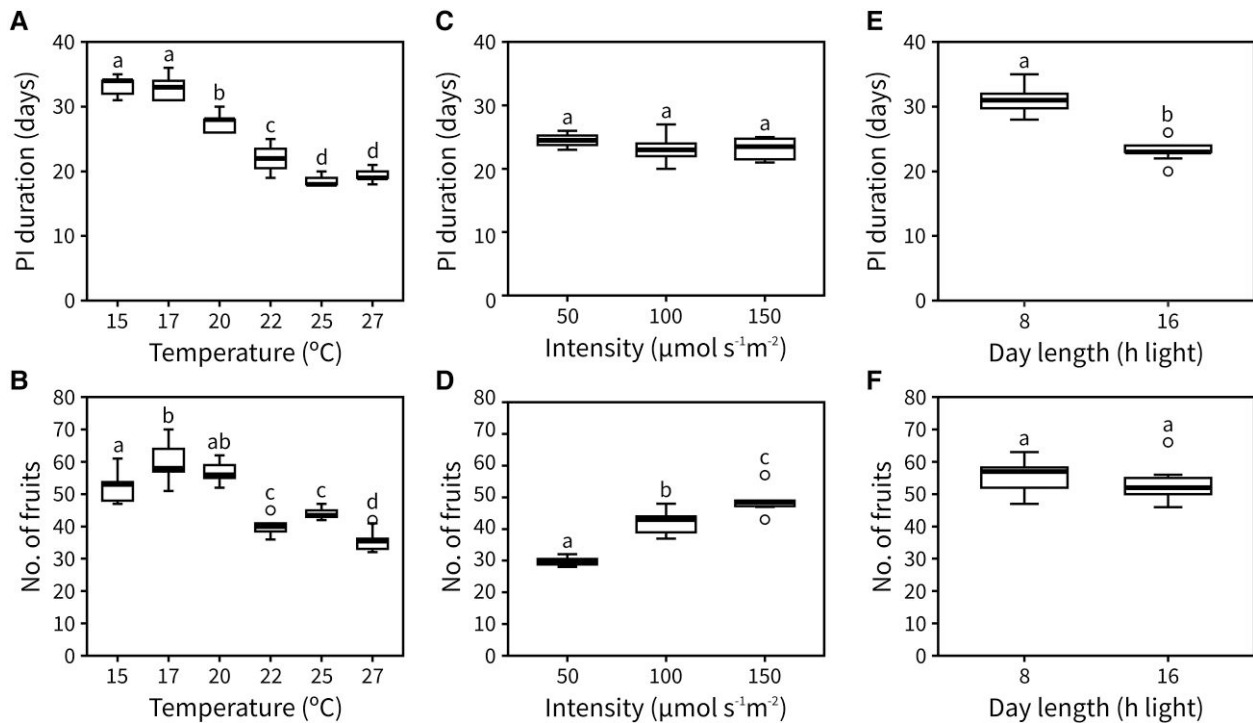 A
PI duration (days)
40
30
20
10
0
a
a
b
c
d
d
15 17 20 22 25 27
Temperature (ºC)
B
No. of fruits
80
70
60
50
40
30
20
10
0
a
b
ab
c
c
d
15 17 20 22 25 27
Temperature (ºC)
C
PI duration (days)
40
30
20
10
0
a
a
a
50 100 150
Intensity (µmol s⁻¹m⁻²)
D
No. of fruits
80
70
60
50
40
30
20
10
0
a
b
c
50 100 150
Intensity (µmol s⁻¹m⁻²)
E
PI duration (days)
40
30
20
10
0
a
b
8 16
Day length (h light)
F
No. of fruits
80
70
60
50
40
30
20
10
0
a
a
8 16
Day length (h light)